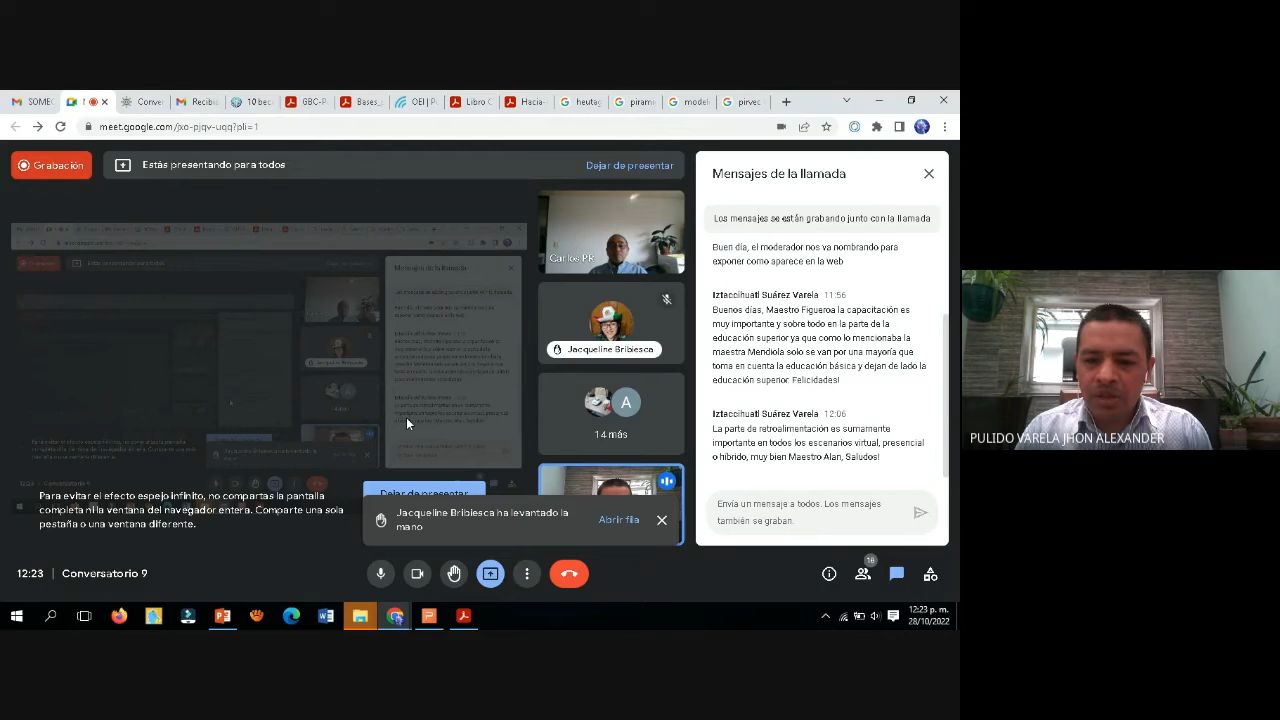 SOMEC
Conver
Recibic
10 bec
GBC-P
Bases_
OEI | P
Libro C
Hacia-
heutag
piram
model
pirvec
meet.google.com/pxo-pjqv-uqq?pli=1
Grabación
Estás presentando para todos
Dejar de presentar
Carlos PR
Jacqueline Bribiesca
A
14 más
Para evitar el efecto espejo infinito, no compartas la pantalla
completa ni la ventana del navegador entera. Comparte una sola
pestaña o una ventana diferente.
Dejar de presentar
Jacqueline Bribiesca ha levantado la
mano
Abrir fila
Mensajes de la llamada
Los mensajes se están grabando junto con la llamada
Buen día, el moderador nos va nombrando para
exponer como aparece en la web
Iztaccihuatl Suárez Varela 11:56
Buenos días, Maestro Figueroa la capacitación es
muy importante y sobre todo en la parte de la
educación superior ya que como lo mencionaba la
maestra Mendiola solo se van por una mayoría que
toma en cuenta la educación básica y dejan de lado la
educación superior. Felicidades!
Iztaccihuatl Suárez Varela 12:06
La parte de retroalimentación es sumamente
importante en todos los escenarios virtual, presencial
o híbrido, muy bien Maestro Alan, Saludos!
Envía un mensaje a todos. Los mensajes
también se graban.
12:23 | Conversatorio 9
18
12:23 p. m.
28/10/2022
PULIDO VARELA JHON ALEXANDER